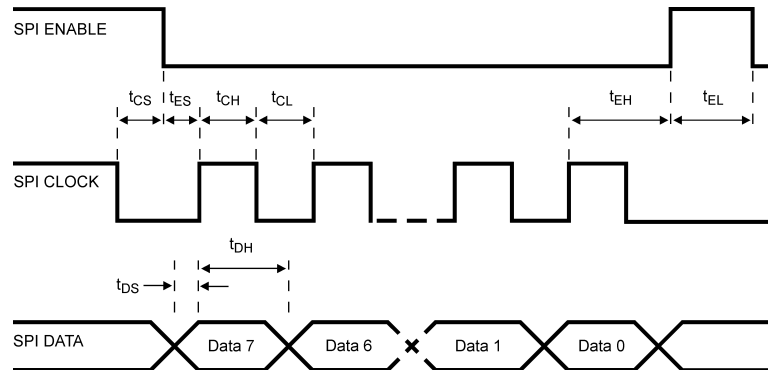 SPI ENABLE
tCS tES tCH tCL tEH tEL
SPI CLOCK
tDH
tDS
SPI DATA
Data 7 Data 6 Data 1 Data 0